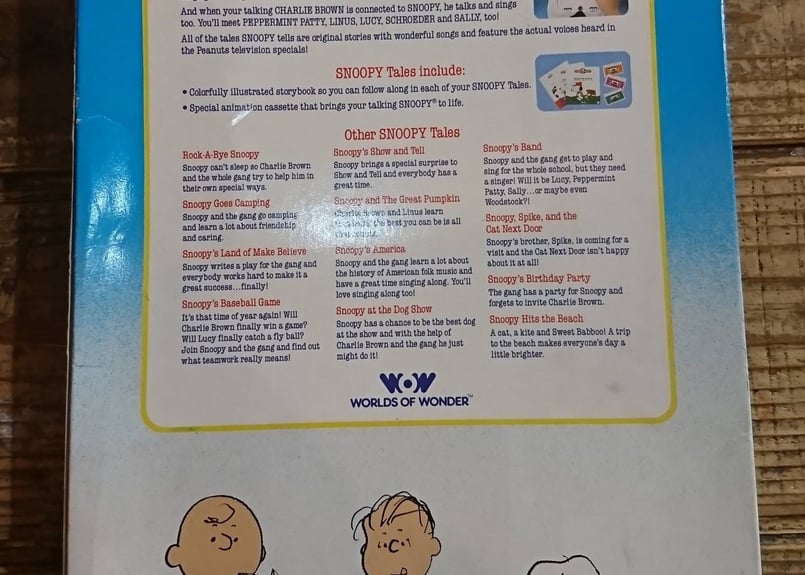 And when your talking CHARLIE BROWN is connected to SNOOPY, he talks and sings
too. You'll meet PEPPERMINT PATTY, LINUS, LUCY, SCHROEDER and SALLY, too!
All of the tales SNOOPY tells are original stories with wonderful songs and feature the actual voices heard in
the Peanuts television specials!
SNOOPY Tales include:
• Colorfully illustrated storybook so you can follow along in each of your SNOOPY Tales.
• Special animation cassette that brings your talking SNOOPY® to life.
Other SNOOPY Tales
Rock-A-Bye Snoopy
Snoopy can't sleep so Charlie Brown
and the whole gang try to help him in
their own special ways.
Snoopy Goes Camping
Snoopy and the gang go camping
and learn a lot about friendship
and caring.
Snoopy's Land of Make Believe
Snoopy writes a play for the gang and
everybody works hard to make it a
great success...finally!
Snoopy's Baseball Game
It's that time of year again! Will
Charlie Brown finally win a game?
Will Lucy finally catch a fly ball?
Join Snoopy and the gang and find out
what teamwork really means!
Snoopy's Show and Tell
Snoopy brings a special surprise to
Show and Tell and everybody has a
great time.
Snoopy and The Great Pumpkin
Charlie Brown and Linus learn
the best you can be is all
Snoopy's America
Snoopy and the gang learn a lot about
the history of American folk music and
have a great time singing along. You'll
love singing along too!
Snoopy at the Dog Show
Snoopy has a chance to be the best dog
at the show and with the help of
Charlie Brown and the gang he just
might do it!
Snoopy's Band
Snoopy and the gang get to play and
sing for the whole school, but they need
a singer! Will it be Lucy, Peppermint
Patty, Sally...or maybe even
Woodstock?!
Snoopy, Spike, and the
Cat Next Door
Snoopy's brother, Spike, is coming for a
visit and the Cat Next Door isn't happy
about it at all!
Snoopy's Birthday Party
The gang has a party for Snoopy and
forgets to invite Charlie Brown.
Snoopy Hits the Beach
A cat, a kite and Sweet Babboo! A trip
to the beach makes everyone's day a
little brighter.
WOW
WORLDS OF WONDER™